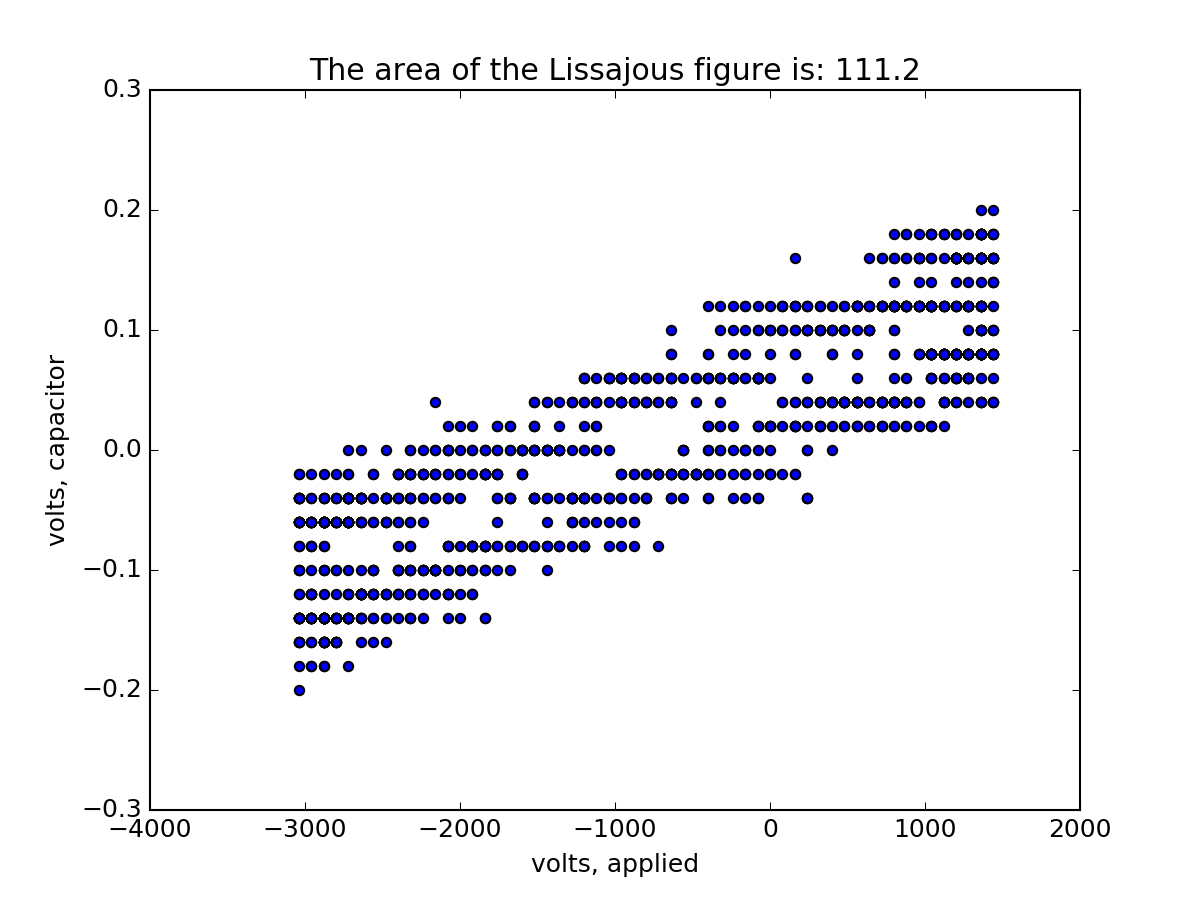 The area of the Lissajous figure is: 111.2
0.3
0.2
0.1
0.0
−0.1
−0.2
−0.3
volts, capacitor
−4000 −3000 −2000 −1000 0 1000 2000
volts, applied